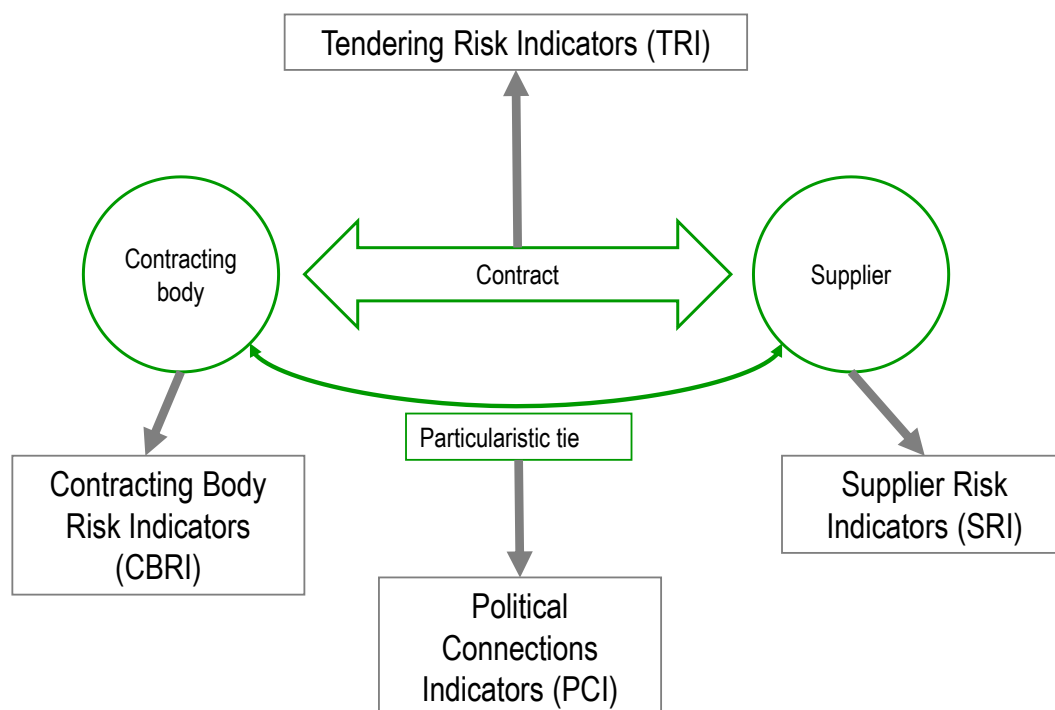 Tendering Risk Indicators (TRI)
Contracting
body
Contract
Supplier
Particularistic tie
Contracting Body
Risk Indicators
(CBRI)
Supplier Risk
Indicators (SRI)
Political
Connections
Indicators (PCI)